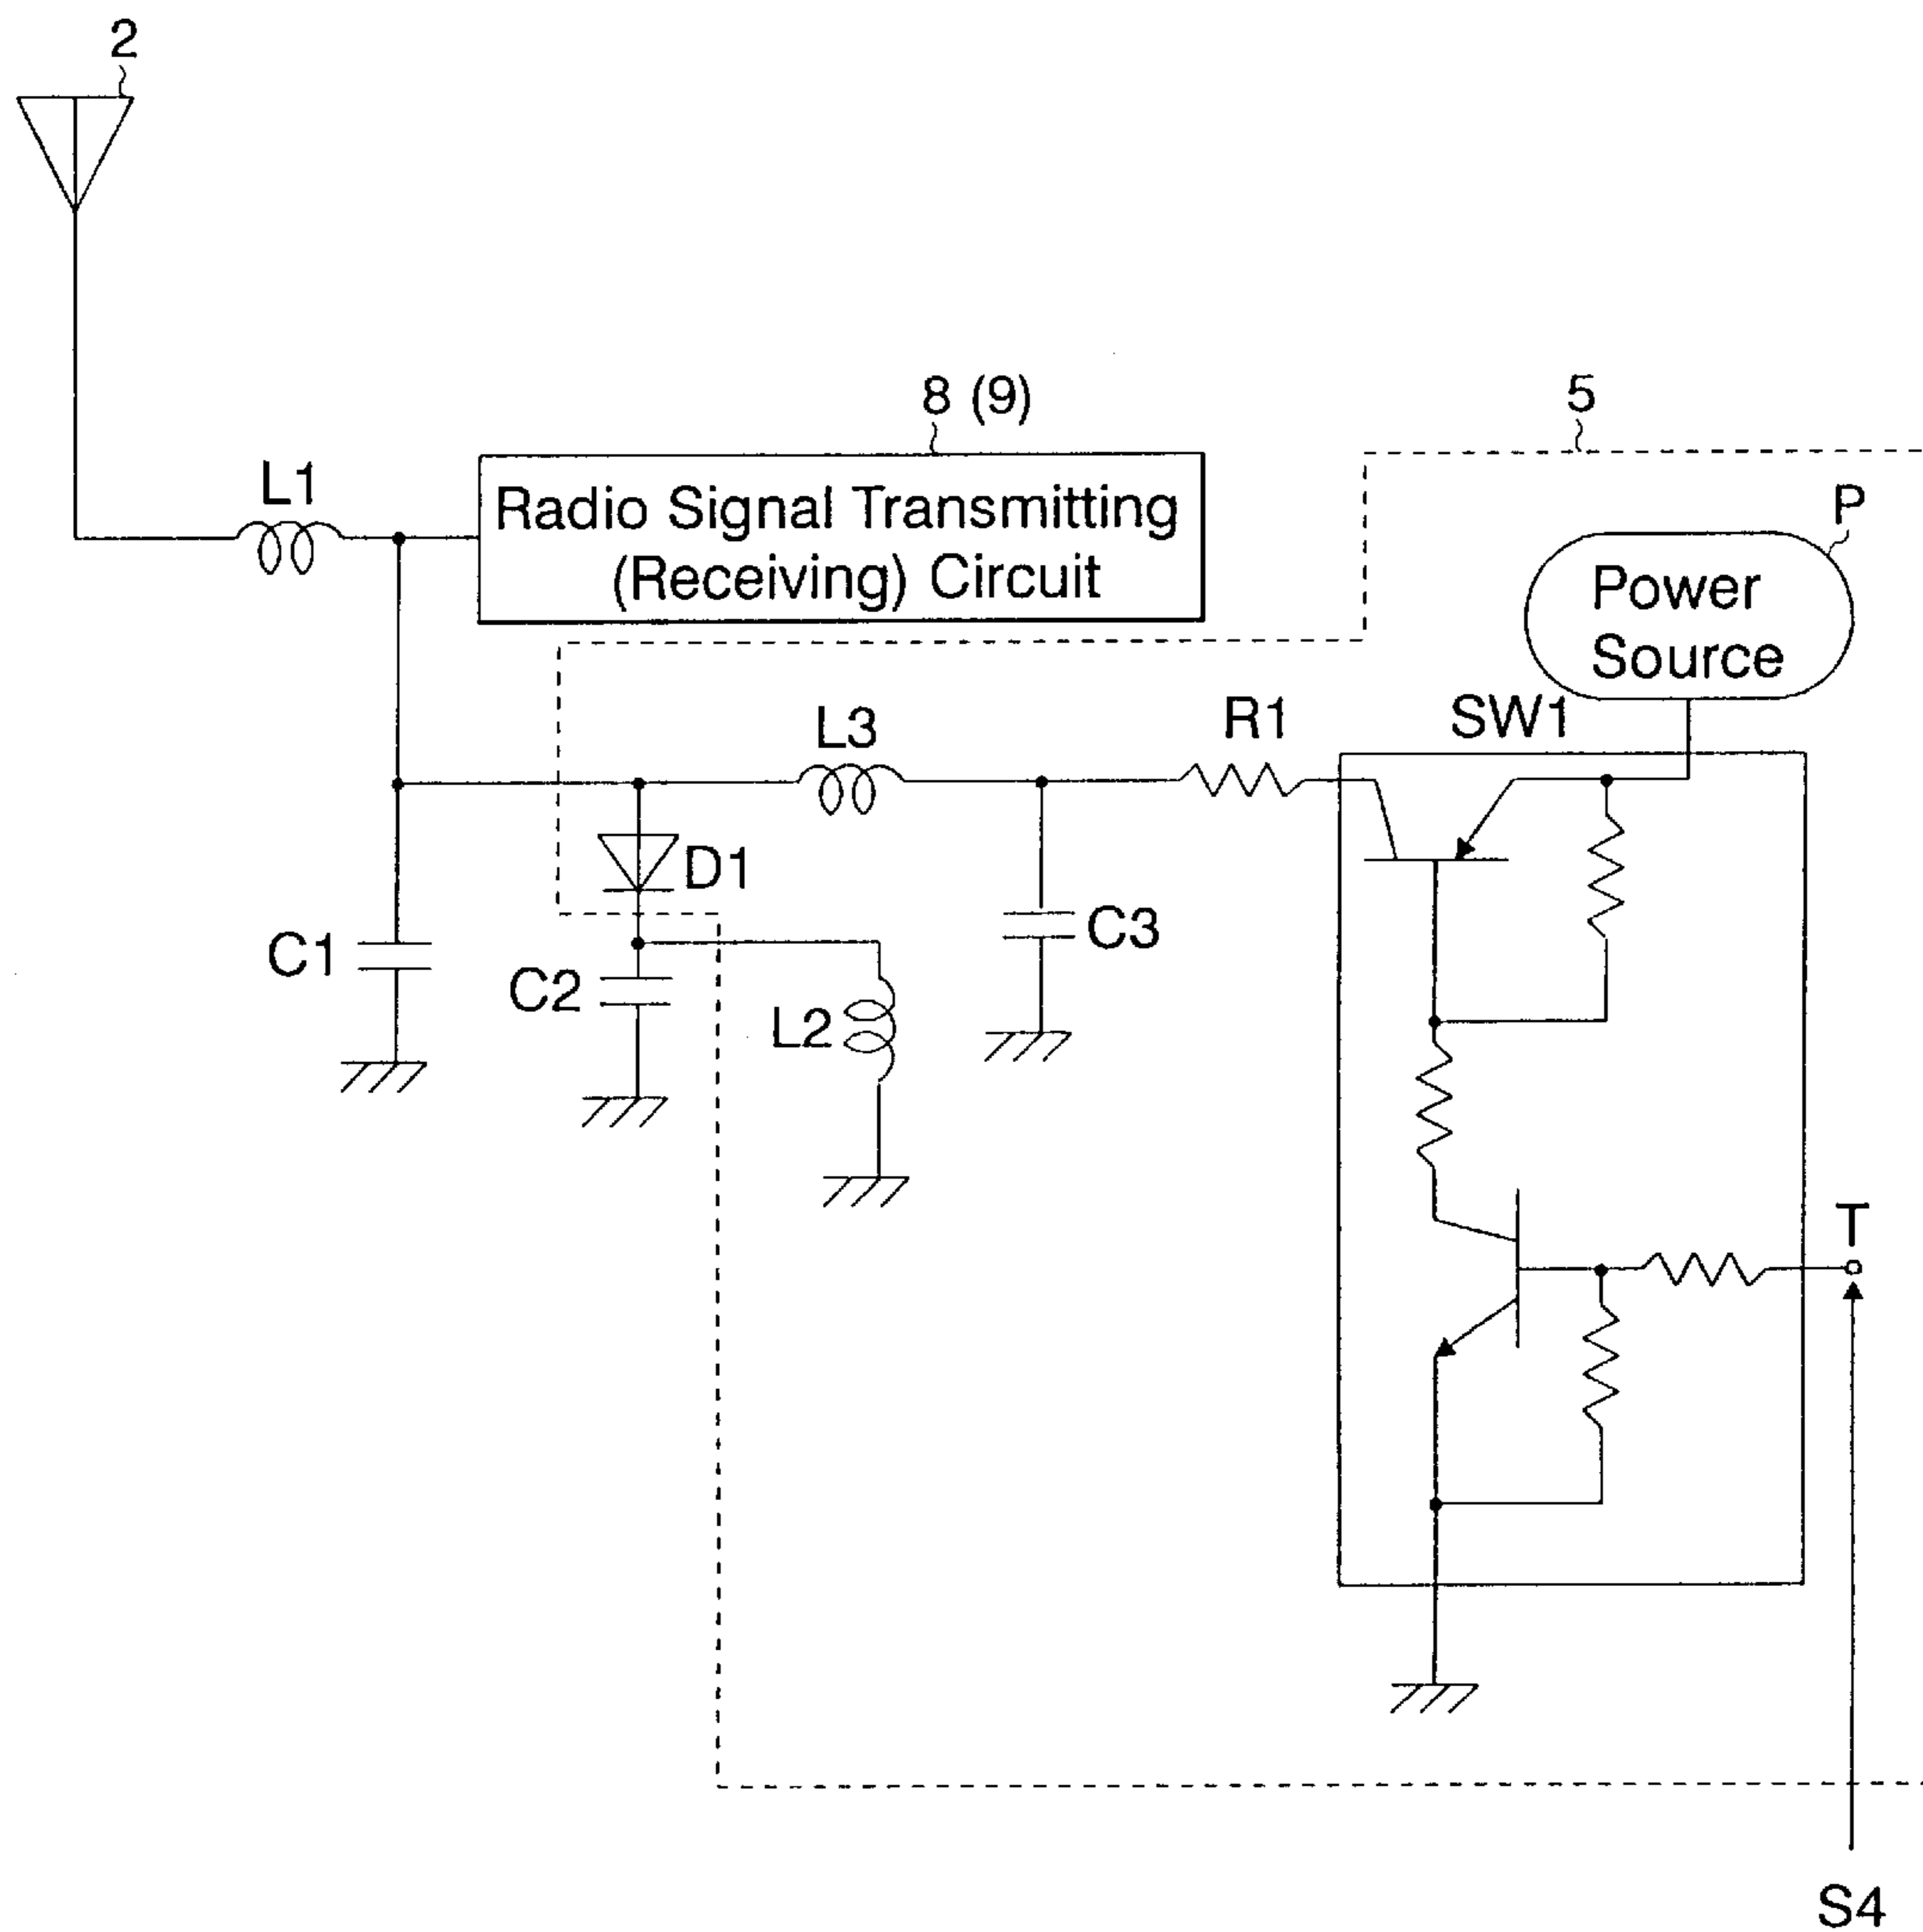 2
8 (9)
5
L1
Radio Signal Transmitting
(Receiving) Circuit
P
Power
Source
L3
R1
SW1
D1
C3
C1
C2
L2
T
S4